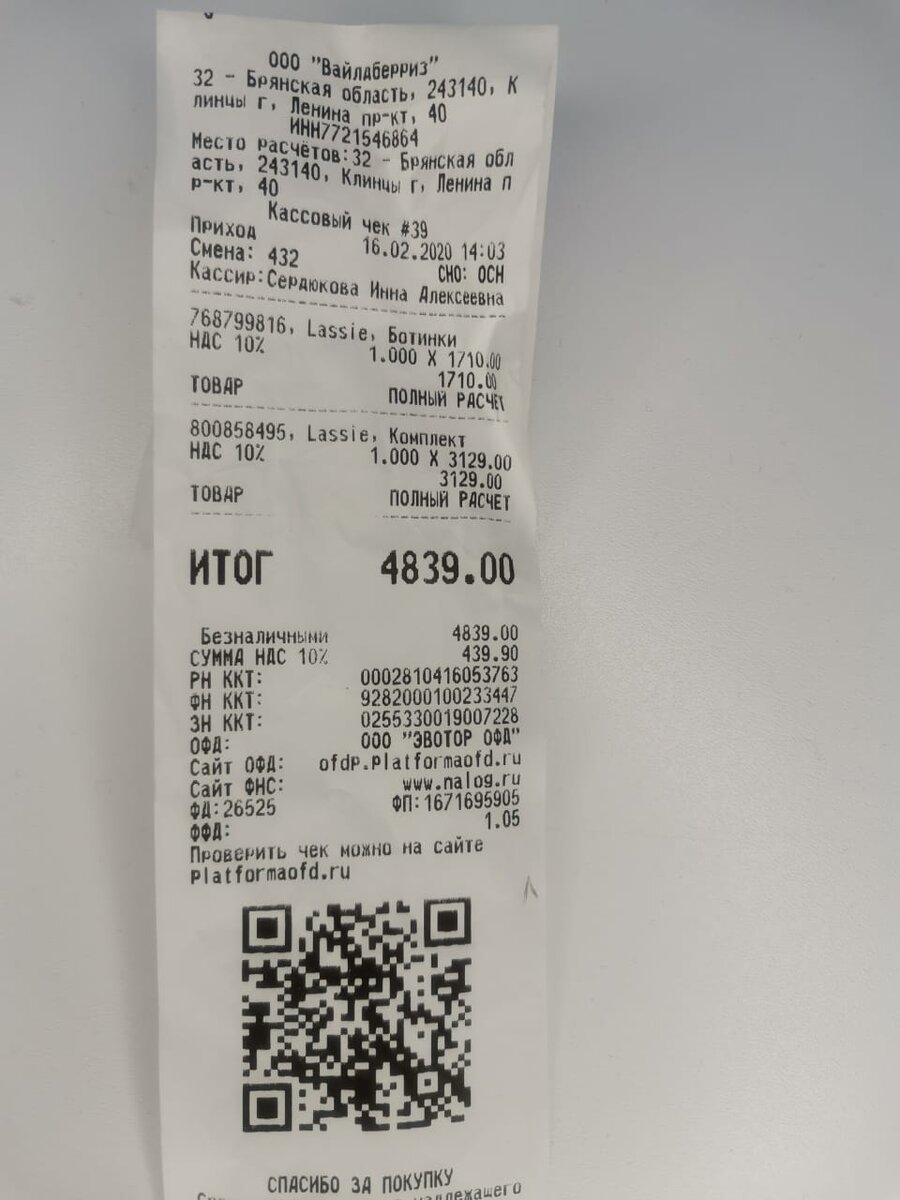 ООО "Вайлдберриз"
32 - Брянская область, 243140, К
линцы г, Ленина пр-кт, 40
ИНН7721546864
Место расчётов:32 - Брянская обл
асть, 243140, Клинцы г, Ленина п
р-кт, 40
Кассовый чек #39
Приход 16.02.2020 14:03
Смена: 432 СНО: ОСН
Кассир:Сердюкова Инна Алексеевна
768799816, Lassie, Ботинки
НДС 10% 1.000 X 1710.00
1710.00
ТОВАР ПОЛНЫЙ РАСЧЕТ
800858495, Lassie, Комплект
НДС 10% 1.000 X 3129.00
3129.00
ТОВАР ПОЛНЫЙ РАСЧЕТ
ИТОГ 4839.00
Безналичными 4839.00
СУММА НДС 10% 439.90
РН ККТ: 0002810416053763
ФН ККТ: 9282000100233447
ЗН ККТ: 0255330019007228
ОФД: ООО "ЭВОТОР ОФД"
Сайт ОФД: ofdp.platformaofd.ru
Сайт ФНС: www.nalog.ru
ФД:26525 ФП:1671695905
ФФД: 1.05
Проверить чек можно на сайте
platformaofd.ru
СПАСИБО ЗА ПОКУПКУ